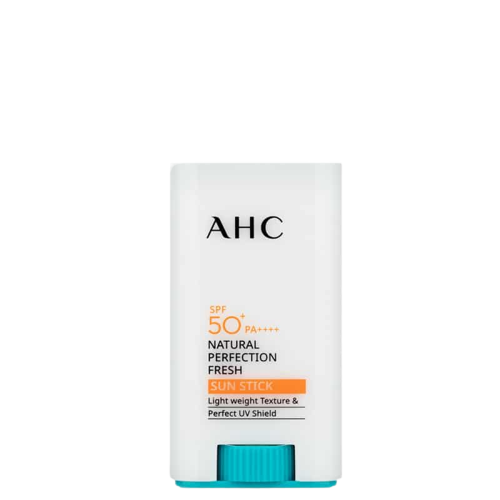 AHC
SPF
50+ PA++++
NATURAL
PERFECTION
FRESH
SUN STICK
Light weight Texture &
Perfect UV Shield